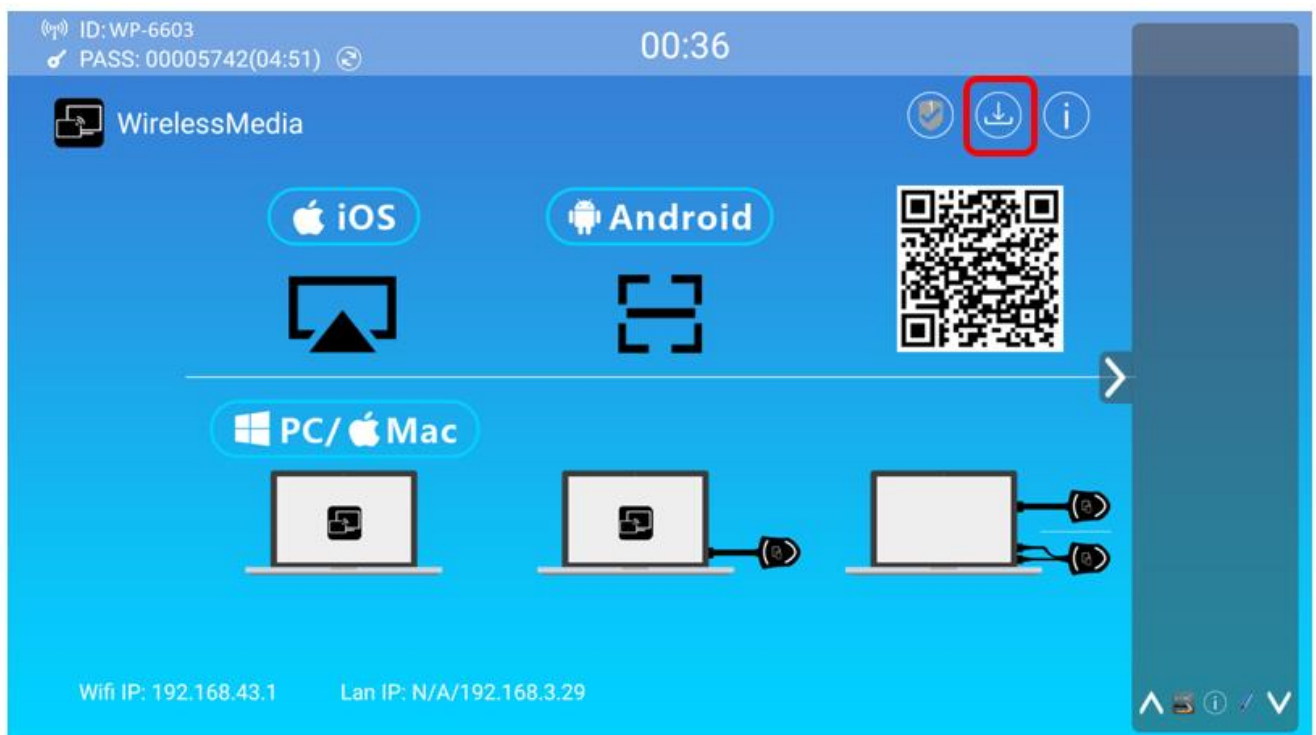 ID: WP-6603
PASS: 00005742(04:51)
00:36
WirelessMedia
iOS
Android
PC/ Mac
Wifi IP: 192.168.43.1
Lan IP: N/A/192.168.3.29